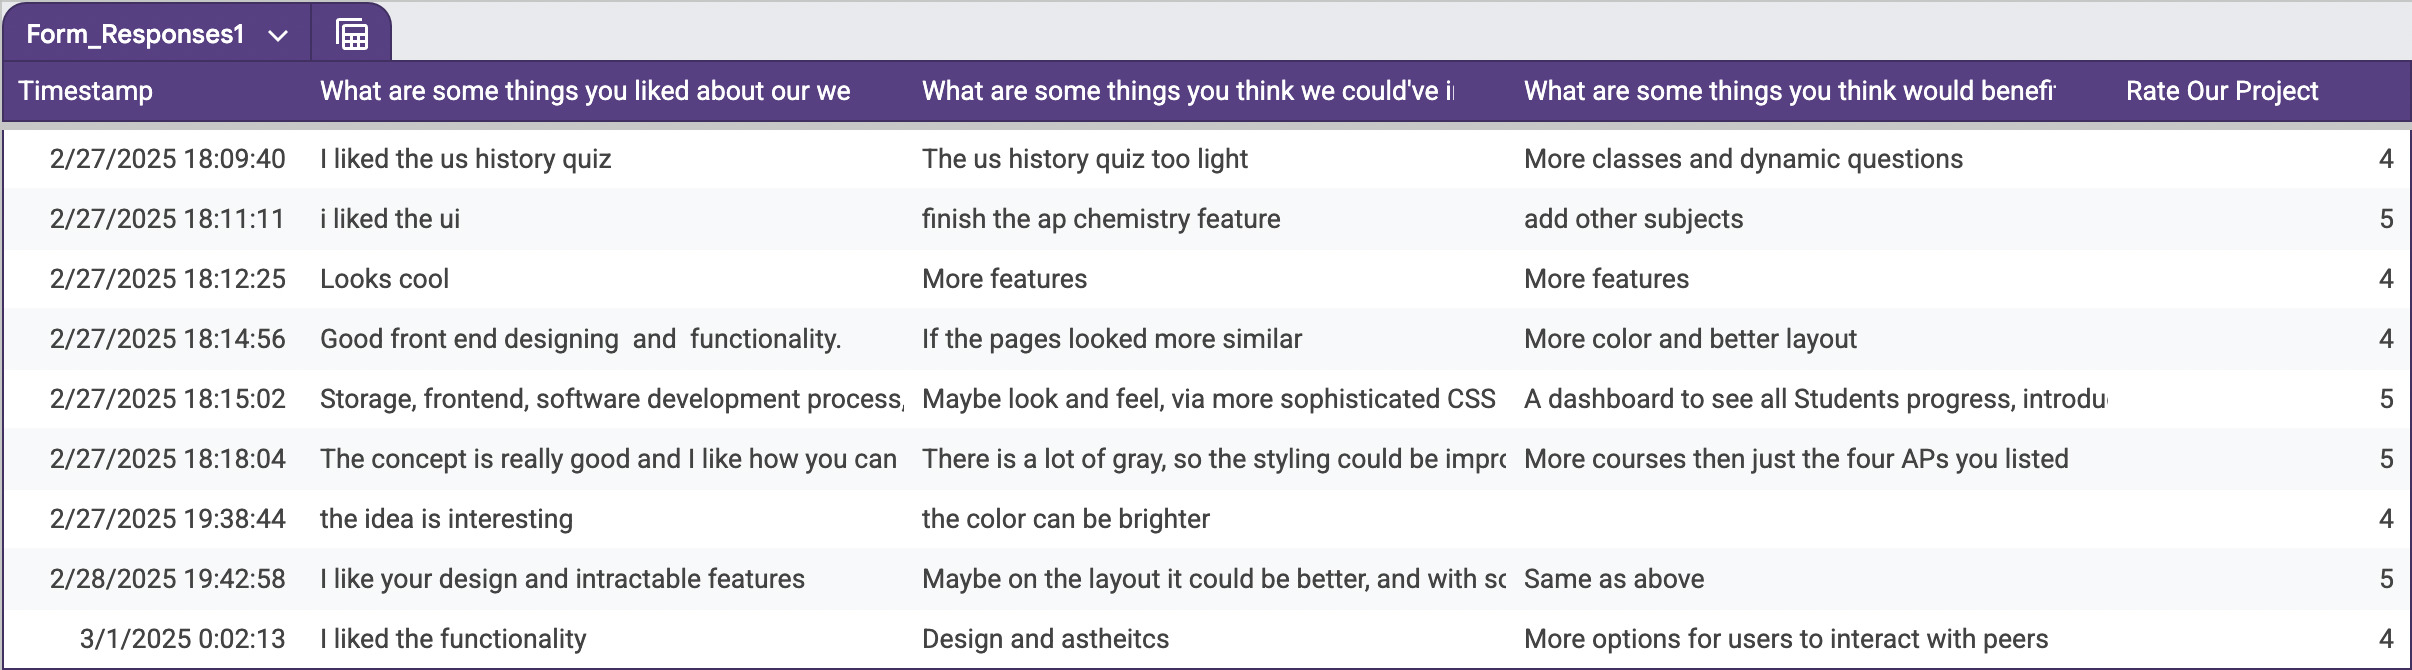 Form_Responses1
Timestamp What are some things you liked about our we What are some things you think we could've i What are some things you think would benefi Rate Our Project
2/27/2025 18:09:40 I liked the us history quiz The us history quiz too light More classes and dynamic questions 4
2/27/2025 18:11:11 i liked the ui finish the ap chemistry feature add other subjects 5
2/27/2025 18:12:25 Looks cool More features More features 4
2/27/2025 18:14:56 Good front end designing  and  functionality. If the pages looked more similar More color and better layout 4
2/27/2025 18:15:02 Storage, frontend, software development process, Maybe look and feel, via more sophisticated CSS A dashboard to see all Students progress, introdu 5
2/27/2025 18:18:04 The concept is really good and I like how you can There is a lot of gray, so the styling could be impro More courses then just the four APs you listed 5
2/27/2025 19:38:44 the idea is interesting the color can be brighter 4
2/28/2025 19:42:58 I like your design and intractable features Maybe on the layout it could be better, and with so Same as above 5
3/1/2025 0:02:13 I liked the functionality Design and astheitcs More options for users to interact with peers 4